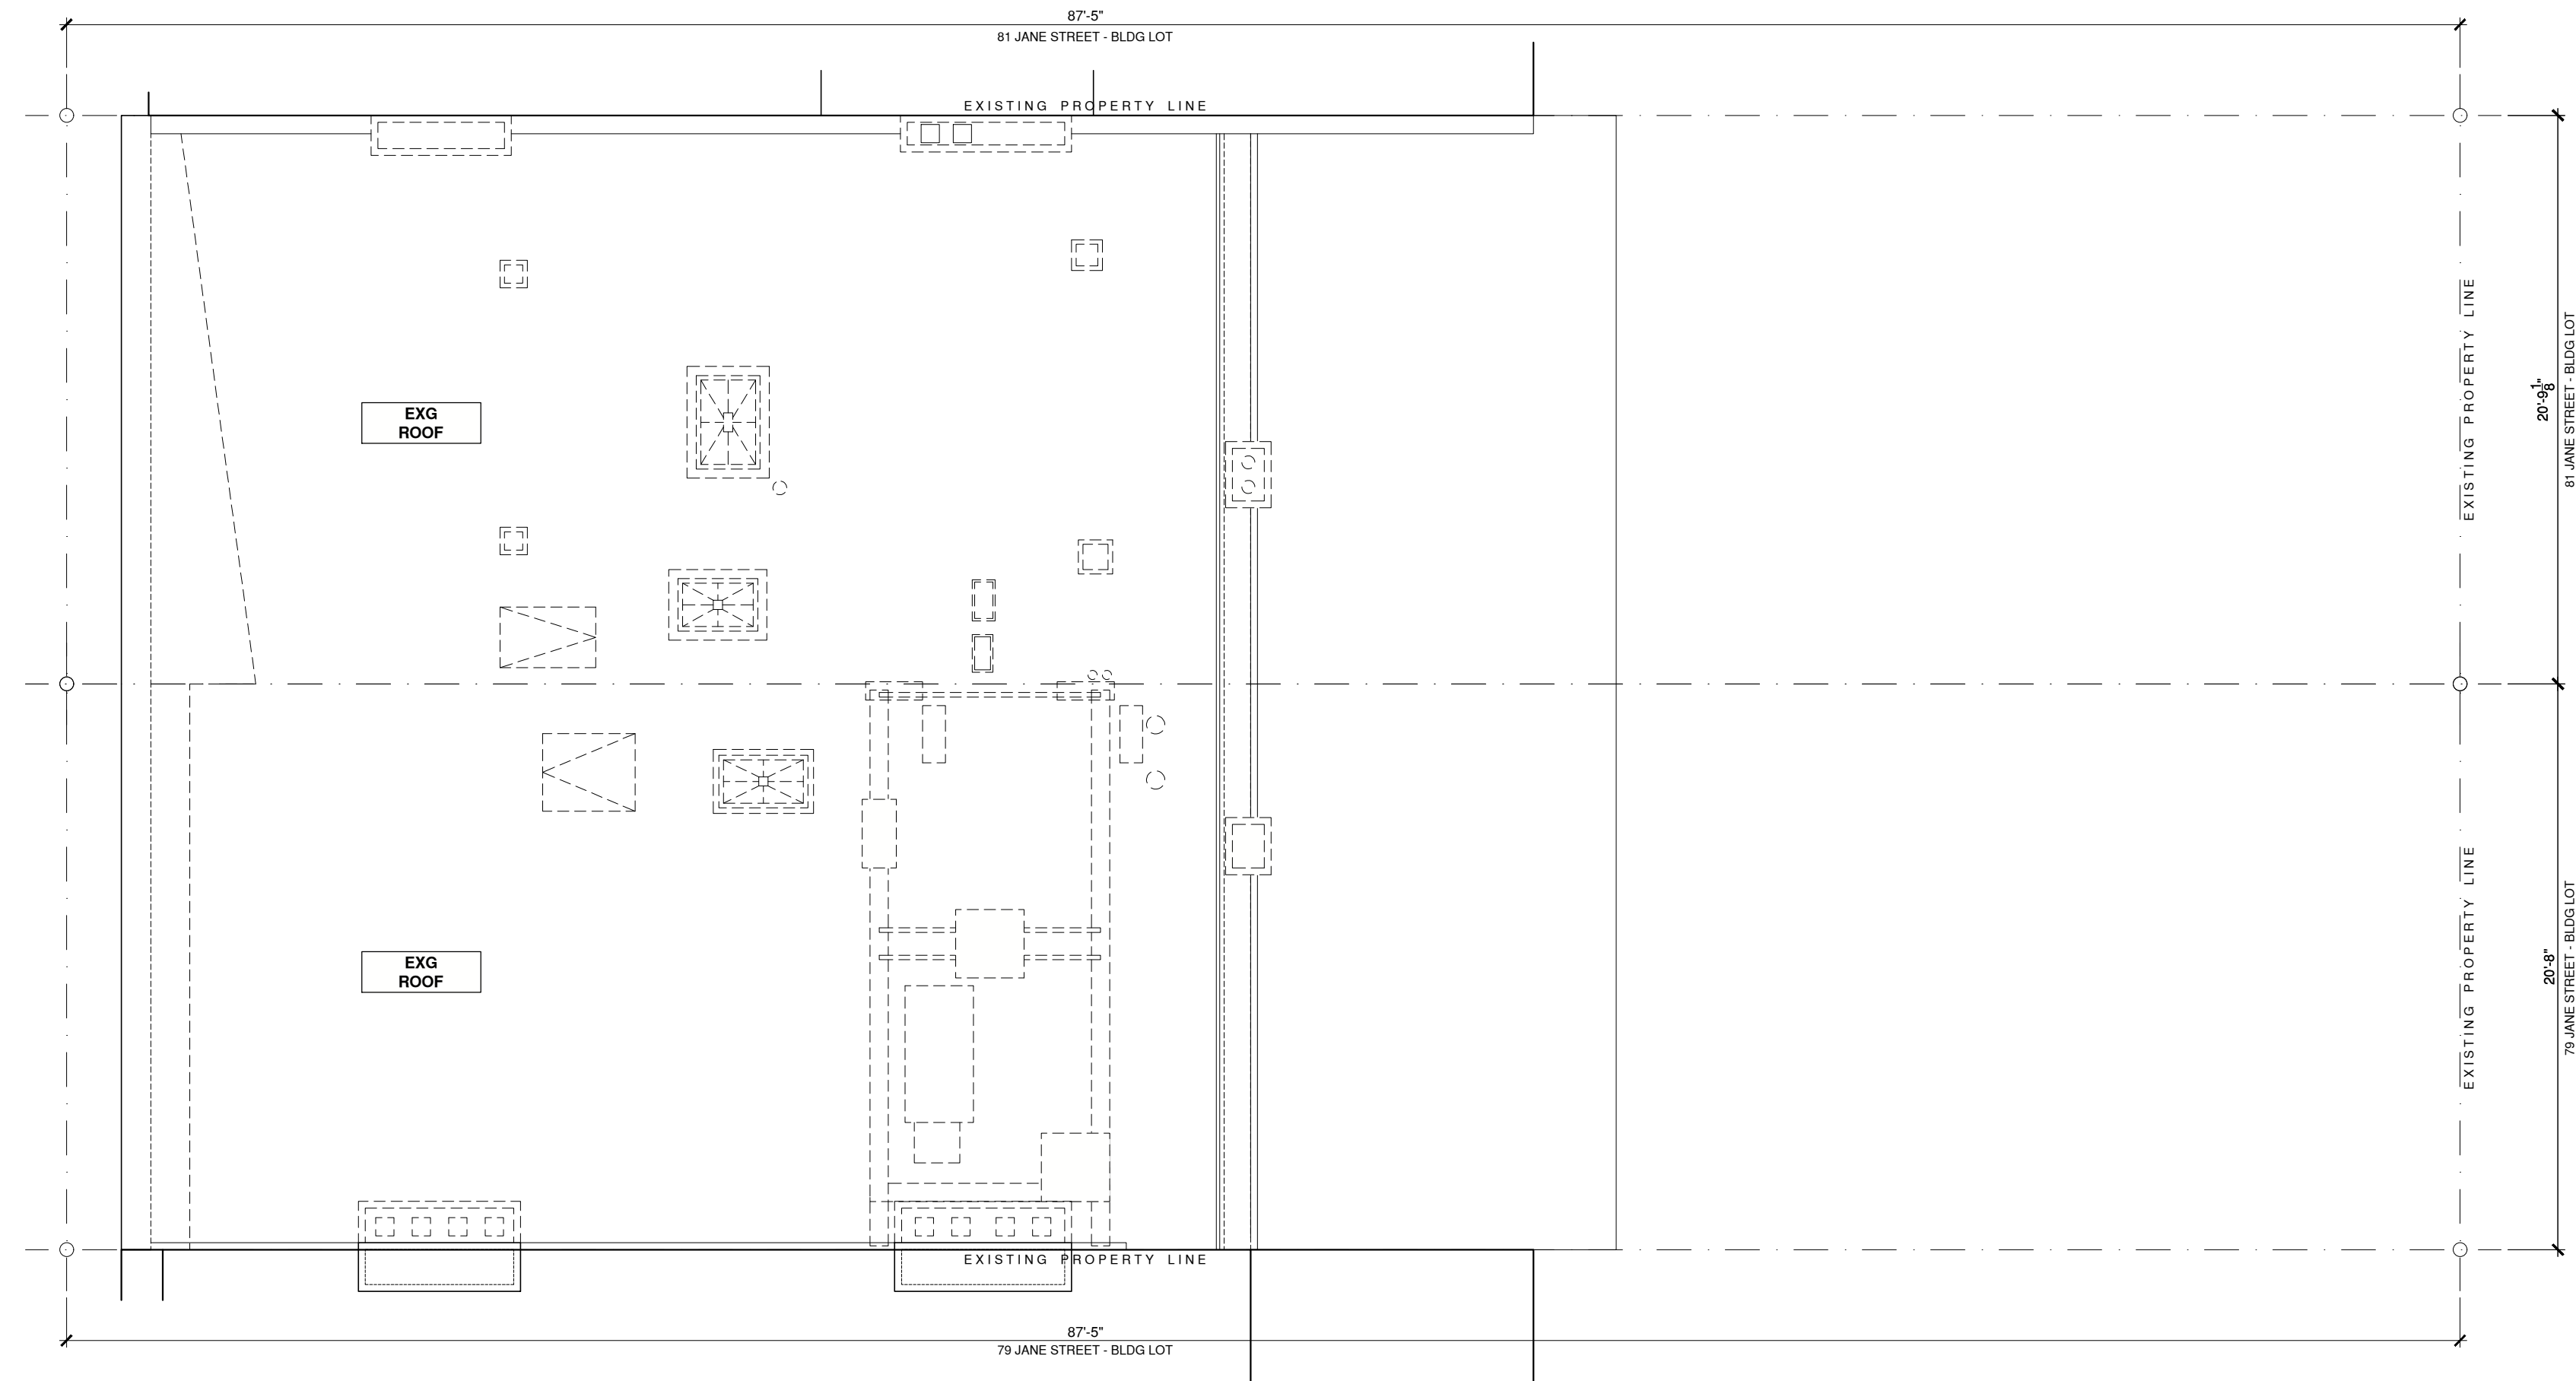 87'-5"
81 JANE STREET - BLDG LOT
EXISTING PROPERTY LINE
EXISTING PROPERTY LINE
20'-9 1/8"
81 JANE STREET - BLDG LOT
EXG
ROOF
EXISTING PROPERTY LINE
20'-8"
79 JANE STREET - BLDG LOT
EXG
ROOF
EXISTING PROPERTY LINE
87'-5"
79 JANE STREET - BLDG LOT